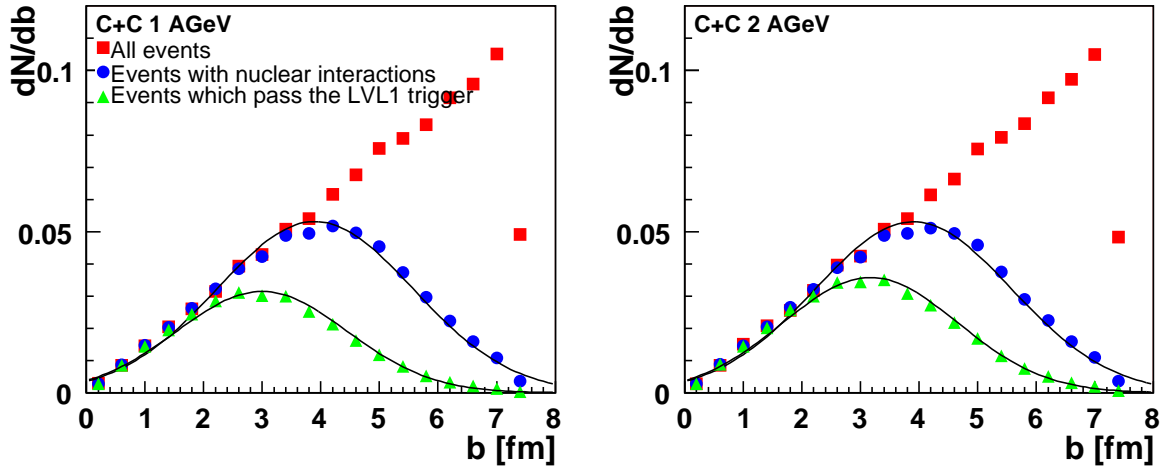 C+C 1 AGeV
All events
Events with nuclear interactions
Events which pass the LVL1 trigger
dN/db
0.1
0.05
0
0 1 2 3 4 5 6 7 8
b [fm]
C+C 2 AGeV
dN/db
0.1
0.05
0
0 1 2 3 4 5 6 7 8
b [fm]